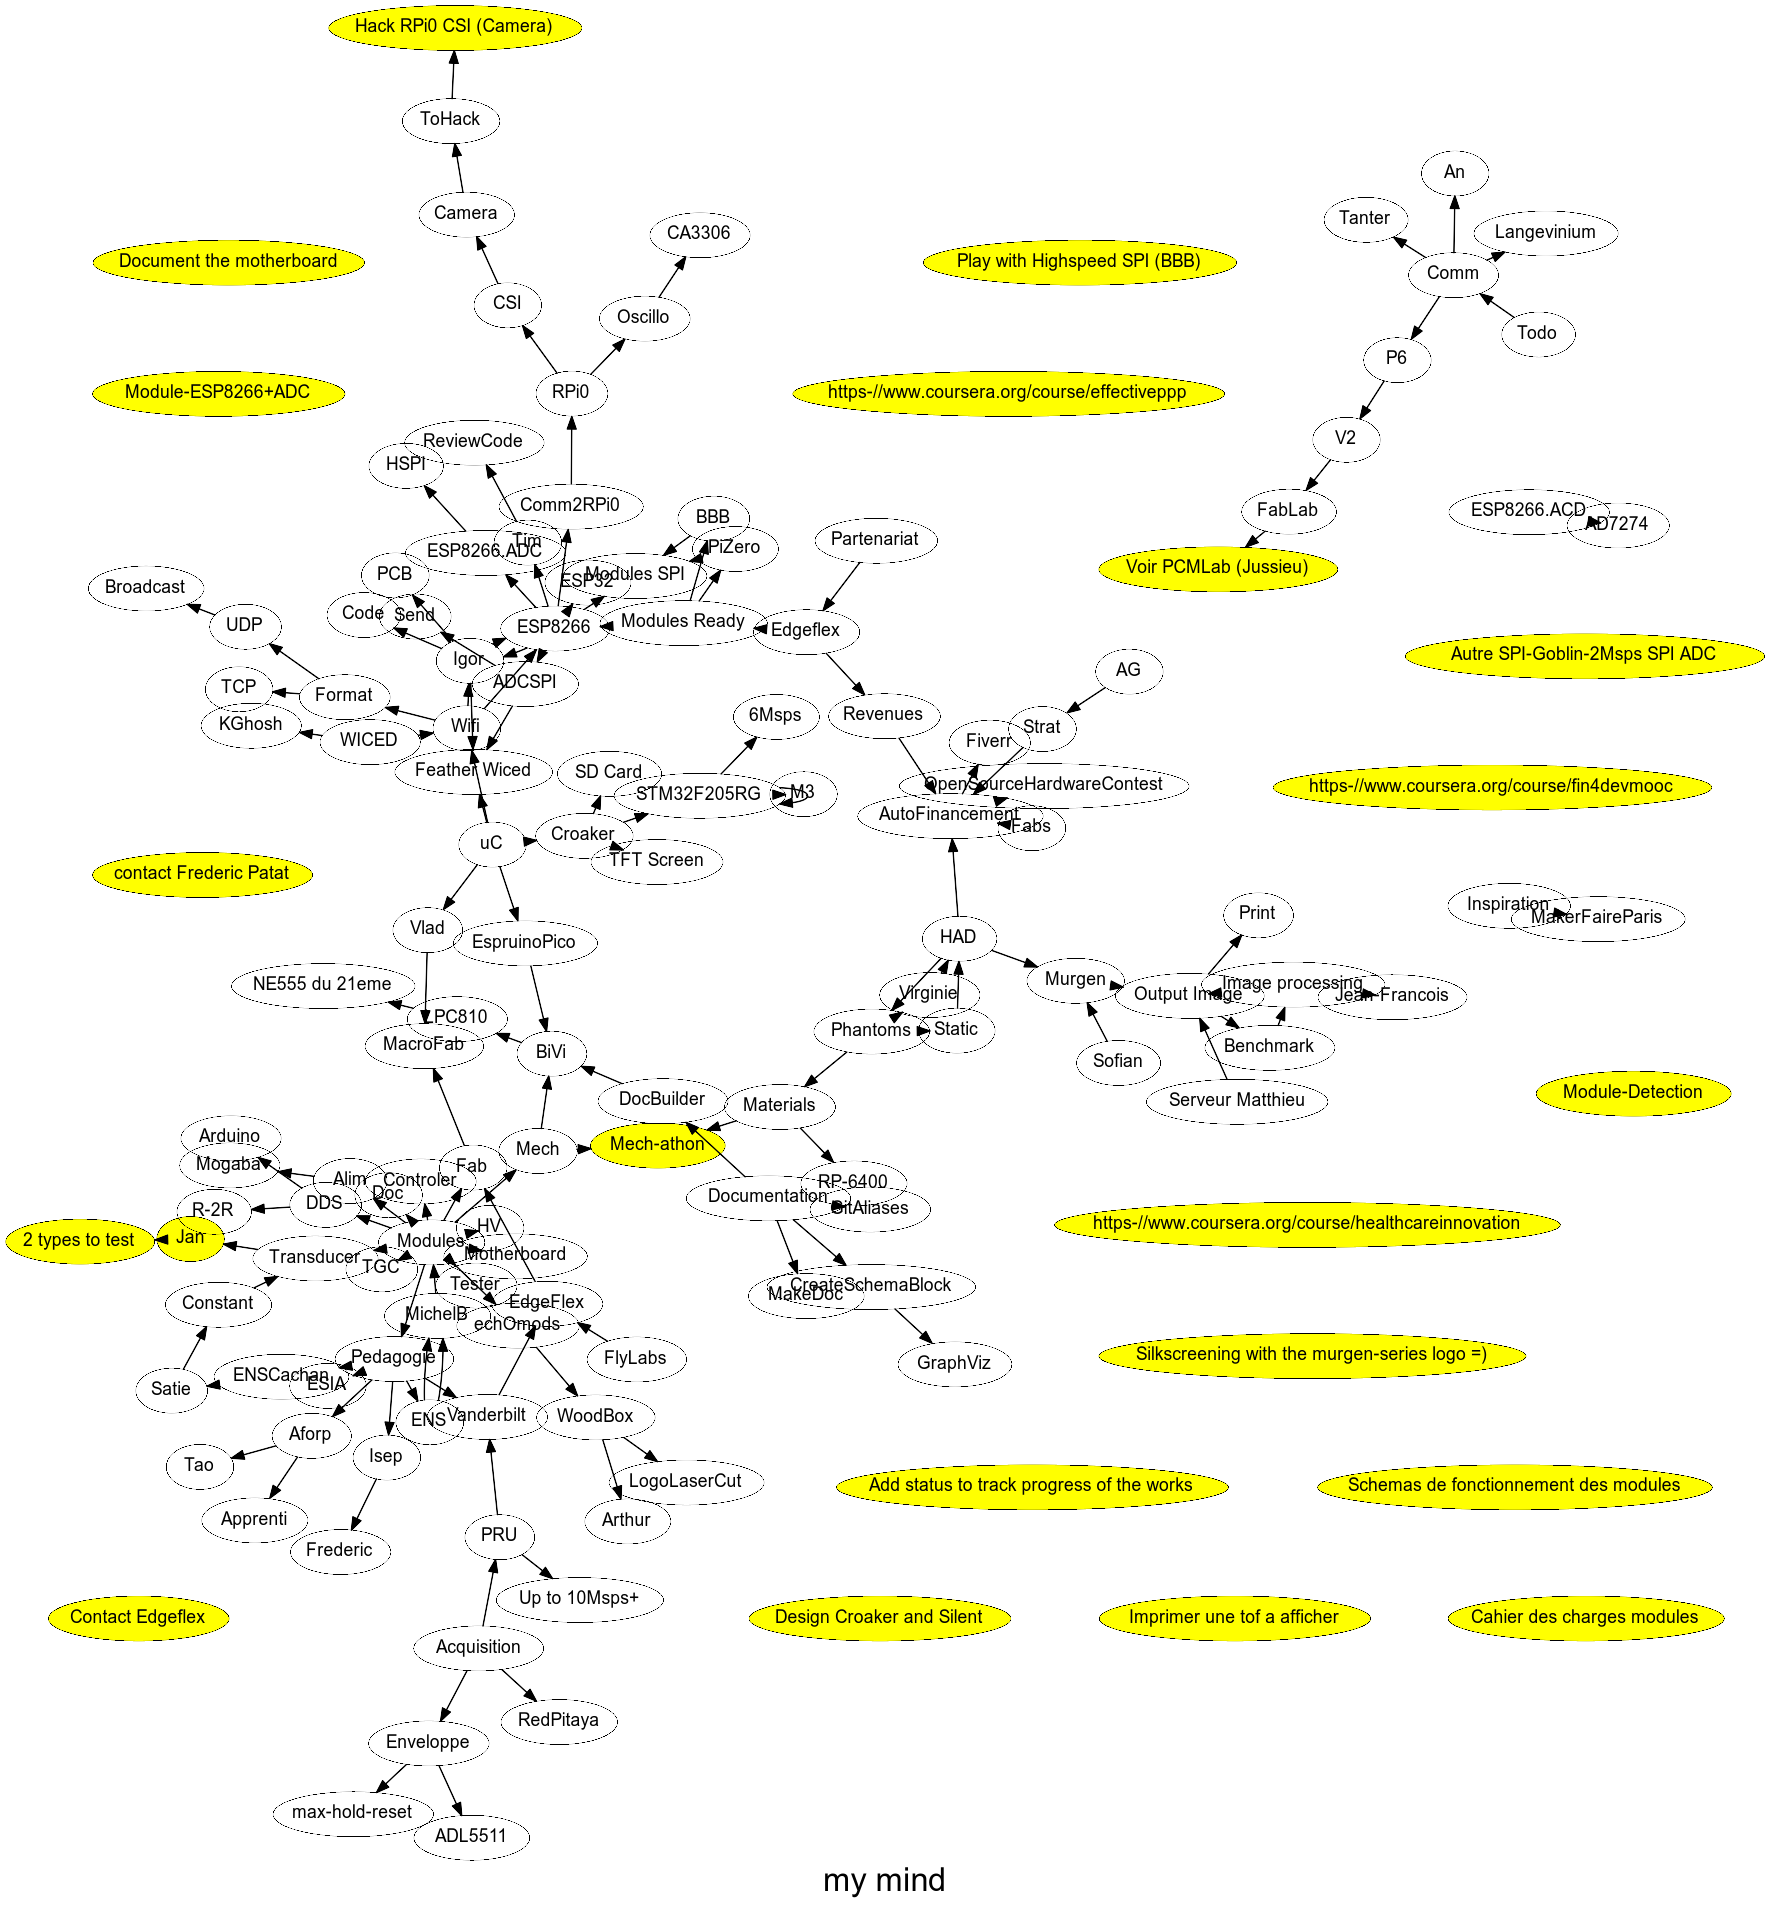 Hack RPi0 CSI (Camera)
ToHack
An
Camera
Tanter
Langevinium
CA3306
Document the motherboard
Play with Highspeed SPI (BBB)
Comm
CSI
Oscillo
Todo
P6
RPi0
Module-ESP8266+ADC
https-//www.coursera.org/course/effectiveppp
ReviewCode
V2
HSPI
Comm2RPi0
BBB
FabLab
ESP8266.ACD
AD7274
Tim
ESP8266.ADC
PiZero
Partenariat
PCB
ESP32
Modules SPI
Voir PCMLab (Jussieu)
Broadcast
Code
Send
UDP
ESP8266
Modules Ready
Edgeflex
Igor
Autre SPI-Goblin-2Msps SPI ADC
AG
TCP
Format
ADCSPI
KGhosh
Wifi
6Msps
Revenues
Strat
WICED
Fiverr
Feather Wiced
SD Card
STM32F205RG
M3
OpenSourceHardwareContest
https-//www.coursera.org/course/fin4devmooc
AutoFinancement
Fabs
uC
Croaker
TFT Screen
contact Frederic Patat
Inspiration
MakerFaireParis
Print
Vlad
EspruinoPico
HAD
NE555 du 21eme
Murgen
Image processing
Virginie
Output Image
Jean-Francois
LPC810
Phantoms
Static
MacroFab
BiVi
Sofian
Benchmark
DocBuilder
Materials
Serveur Matthieu
Module-Detection
Arduino
Mech
Mech-athon
Mogaba
Fab
Alim
Controler
Doc
RP-6400
DDS
Documentation
GitAliases
R-2R
HV
2 types to test
Jan
Modules
https-//www.coursera.org/course/healthcareinnovation
Transducer
TGC
Motherboard
Tester
CreateSchemaBlock
MakeDoc
Constant
EdgeFlex
MichelB
echOmods
Pedagogie
FlyLabs
GraphViz
Silkscreening with the murgen-series logo =)
Satie
ENSCachan
ESIA
ENS
Vanderbilt
WoodBox
Aforp
Tao
Isep
LogoLaserCut
Add status to track progress of the works
Schemas de fonctionnement des modules
Apprenti
Arthur
PRU
Frederic
Up to 10Msps+
Contact Edgeflex
Design Croaker and Silent
Imprimer une tof a afficher
Cahier des charges modules
Acquisition
RedPitaya
Enveloppe
max-hold-reset
ADL5511
my mind